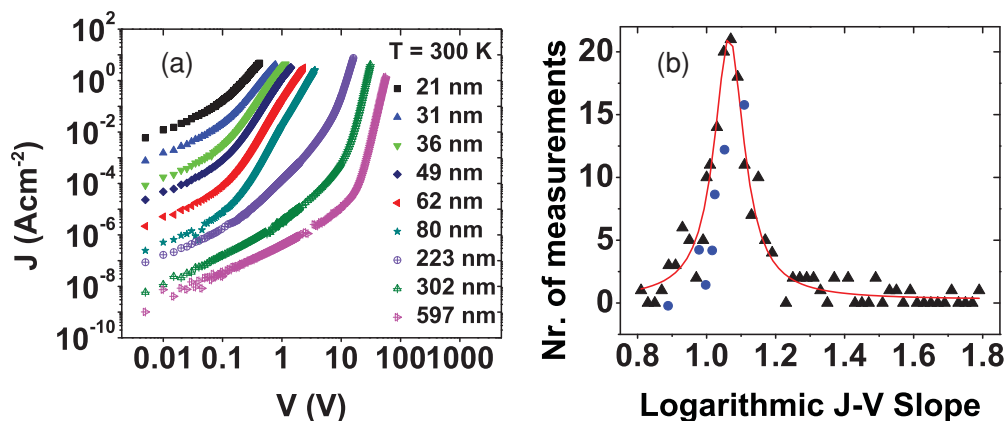 (a)
T = 300 K
21 nm
31 nm
36 nm
49 nm
62 nm
80 nm
223 nm
302 nm
597 nm
J (Acm⁻²)
10²
10⁰
10⁻²
10⁻⁴
10⁻⁶
10⁻⁸
10⁻¹⁰
0.01 0.1 1 10 100 1000
V (V)
(b)
Nr. of measurements
20
15
10
5
0
0.8 1.0 1.2 1.4 1.6 1.8
Logarithmic J-V Slope